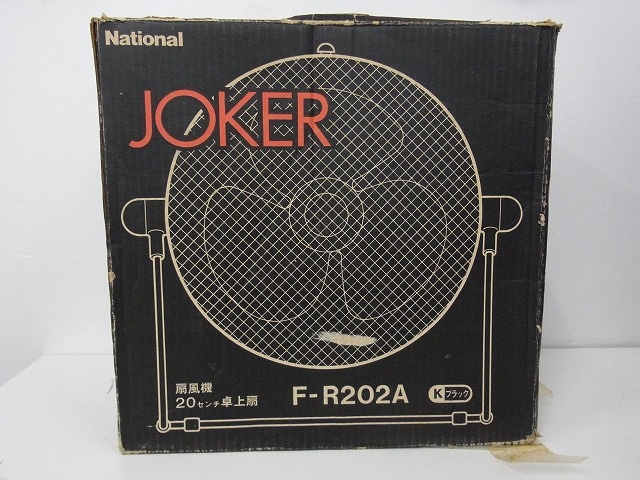 National
JOKER
扇風機
20センチ卓上扇
F-R202A
K ブラック